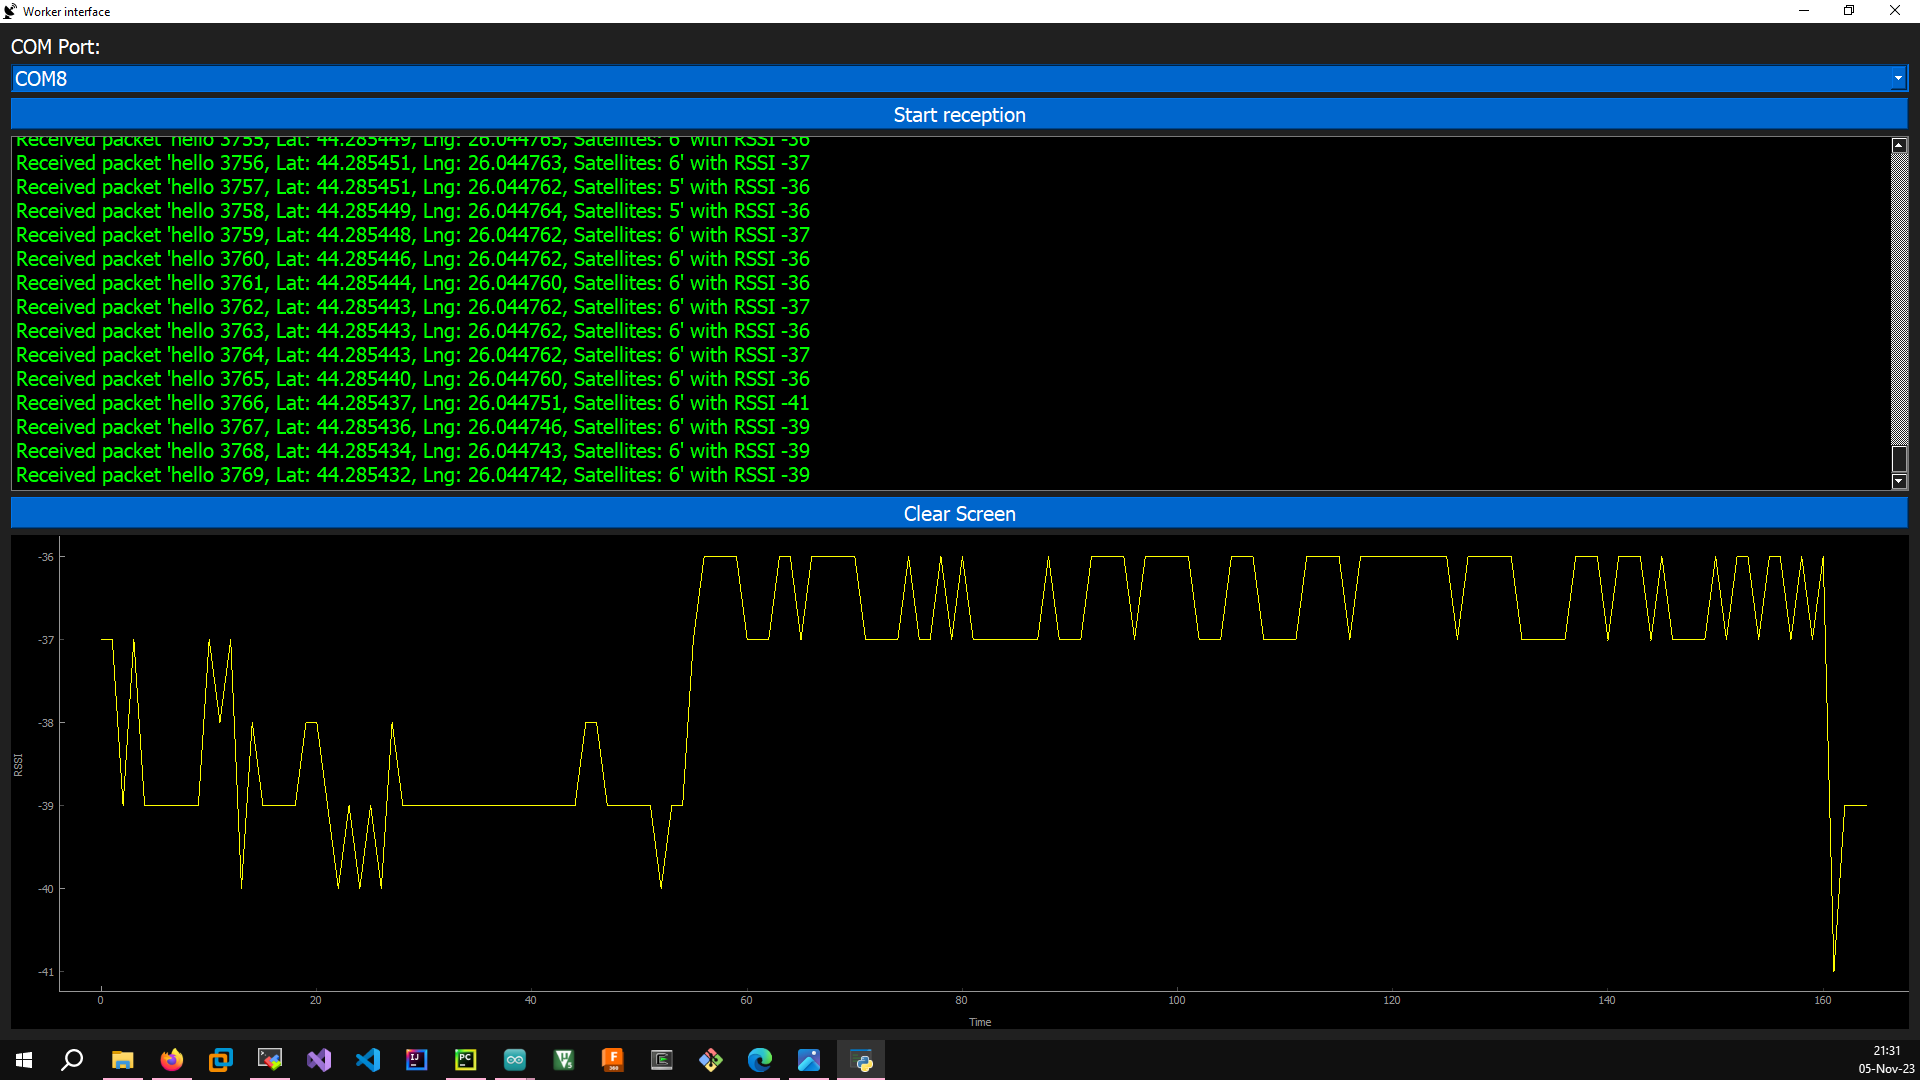 Worker interface
COM Port:
COM8
Start reception
Received packet 'hello 3755, Lat: 44.285449, Lng: 26.044765, Satellites: 6' with RSSI -36
Received packet 'hello 3756, Lat: 44.285451, Lng: 26.044763, Satellites: 6' with RSSI -37
Received packet 'hello 3757, Lat: 44.285451, Lng: 26.044762, Satellites: 5' with RSSI -36
Received packet 'hello 3758, Lat: 44.285449, Lng: 26.044764, Satellites: 5' with RSSI -36
Received packet 'hello 3759, Lat: 44.285448, Lng: 26.044762, Satellites: 6' with RSSI -37
Received packet 'hello 3760, Lat: 44.285446, Lng: 26.044762, Satellites: 6' with RSSI -36
Received packet 'hello 3761, Lat: 44.285444, Lng: 26.044760, Satellites: 6' with RSSI -36
Received packet 'hello 3762, Lat: 44.285443, Lng: 26.044762, Satellites: 6' with RSSI -37
Received packet 'hello 3763, Lat: 44.285443, Lng: 26.044762, Satellites: 6' with RSSI -36
Received packet 'hello 3764, Lat: 44.285443, Lng: 26.044762, Satellites: 6' with RSSI -37
Received packet 'hello 3765, Lat: 44.285440, Lng: 26.044760, Satellites: 6' with RSSI -36
Received packet 'hello 3766, Lat: 44.285437, Lng: 26.044751, Satellites: 6' with RSSI -41
Received packet 'hello 3767, Lat: 44.285436, Lng: 26.044746, Satellites: 6' with RSSI -39
Received packet 'hello 3768, Lat: 44.285434, Lng: 26.044743, Satellites: 6' with RSSI -39
Received packet 'hello 3769, Lat: 44.285432, Lng: 26.044742, Satellites: 6' with RSSI -39
Clear Screen
-36
-37
-38
RSSI
-39
-40
-41
0 20 40 60 80 100 120 140 160
Time
21:31
05-Nov-23